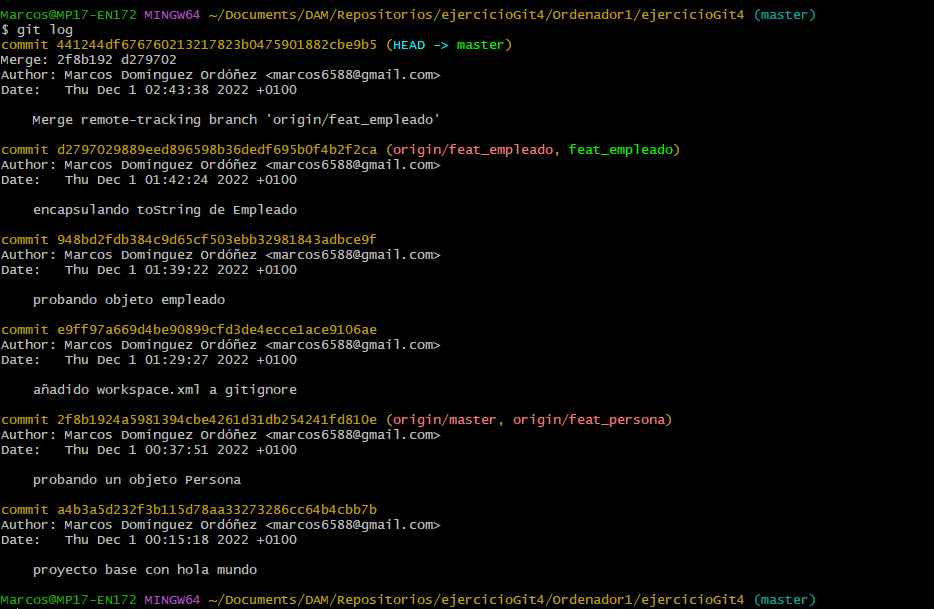 Marcos@MP17-EN172 MINGW64 ~/Documents/DAM/Repositorios/ejercicioGit4/Ordenador1/ejercicioGit4 (master)
$ git log
commit 441244df676760213217823b0475901882cbe9b5 (HEAD -> master)
Merge: 2f8b192 d279702
Author: Marcos Domínguez Ordóñez <marcos6588@gmail.com>
Date:   Thu Dec 1 02:43:38 2022 +0100
    Merge remote-tracking branch 'origin/feat_empleado'
commit d2797029889eed896598b36dedf695b0f4b2f2ca (origin/feat_empleado, feat_empleado)
Author: Marcos Domínguez Ordóñez <marcos6588@gmail.com>
Date:   Thu Dec 1 01:42:24 2022 +0100
    encapsulando toString de Empleado
commit 948bd2fdb384c9d65cf503ebb32981843adbce9f
Author: Marcos Domínguez Ordóñez <marcos6588@gmail.com>
Date:   Thu Dec 1 01:39:22 2022 +0100
    probando objeto empleado
commit e9ff97a669d4be90899cfd3de4ecce1ace9106ae
Author: Marcos Domínguez Ordóñez <marcos6588@gmail.com>
Date:   Thu Dec 1 01:29:27 2022 +0100
    añadido workspace.xml a gitignore
commit 2f8b1924a5981394cbe4261d31db254241fd810e (origin/master, origin/feat_persona)
Author: Marcos Domínguez Ordóñez <marcos6588@gmail.com>
Date:   Thu Dec 1 00:37:51 2022 +0100
    probando un objeto Persona
commit a4b3a5d232f3b115d78aa33273286cc64b4cbb7b
Author: Marcos Domínguez Ordóñez <marcos6588@gmail.com>
Date:   Thu Dec 1 00:15:18 2022 +0100
    proyecto base con hola mundo
Marcos@MP17-EN172 MINGW64 ~/Documents/DAM/Repositorios/ejercicioGit4/Ordenador1/ejercicioGit4 (master)